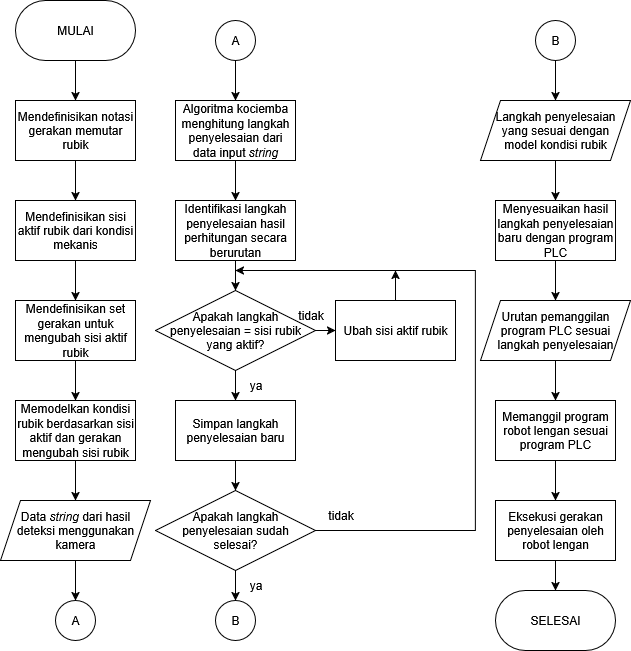 MULAI
Mendefinisikan notasi
gerakan memutar
rubik
Mendefinisikan sisi
aktif rubik dari kondisi
mekanis
Mendefinisikan set
gerakan untuk
mengubah sisi aktif
rubik
Memodelkan kondisi
rubik berdasarkan sisi
aktif dan gerakan
mengubah sisi rubik
Data string dari hasil
deteksi menggunakan
kamera
A
A
Algoritma kociemba
menghitung langkah
penyelesaian dari
data input string
Identifikasi langkah
penyelesaian hasil
perhitungan secara
berurutan
Apakah langkah
penyelesaian = sisi rubik
yang aktif?
tidak
Ubah sisi aktif rubik
ya
Simpan langkah
penyelesaian baru
Apakah langkah
penyelesaian sudah
selesai?
tidak
ya
B
B
Langkah penyelesaian
yang sesuai dengan
model kondisi rubik
Menyesuaikan hasil
langkah penyelesaian
baru dengan program
PLC
Urutan pemanggilan
program PLC sesuai
langkah penyelesaian
Memanggil program
robot lengan sesuai
program PLC
Eksekusi gerakan
penyelesaian oleh
robot lengan
SELESAI